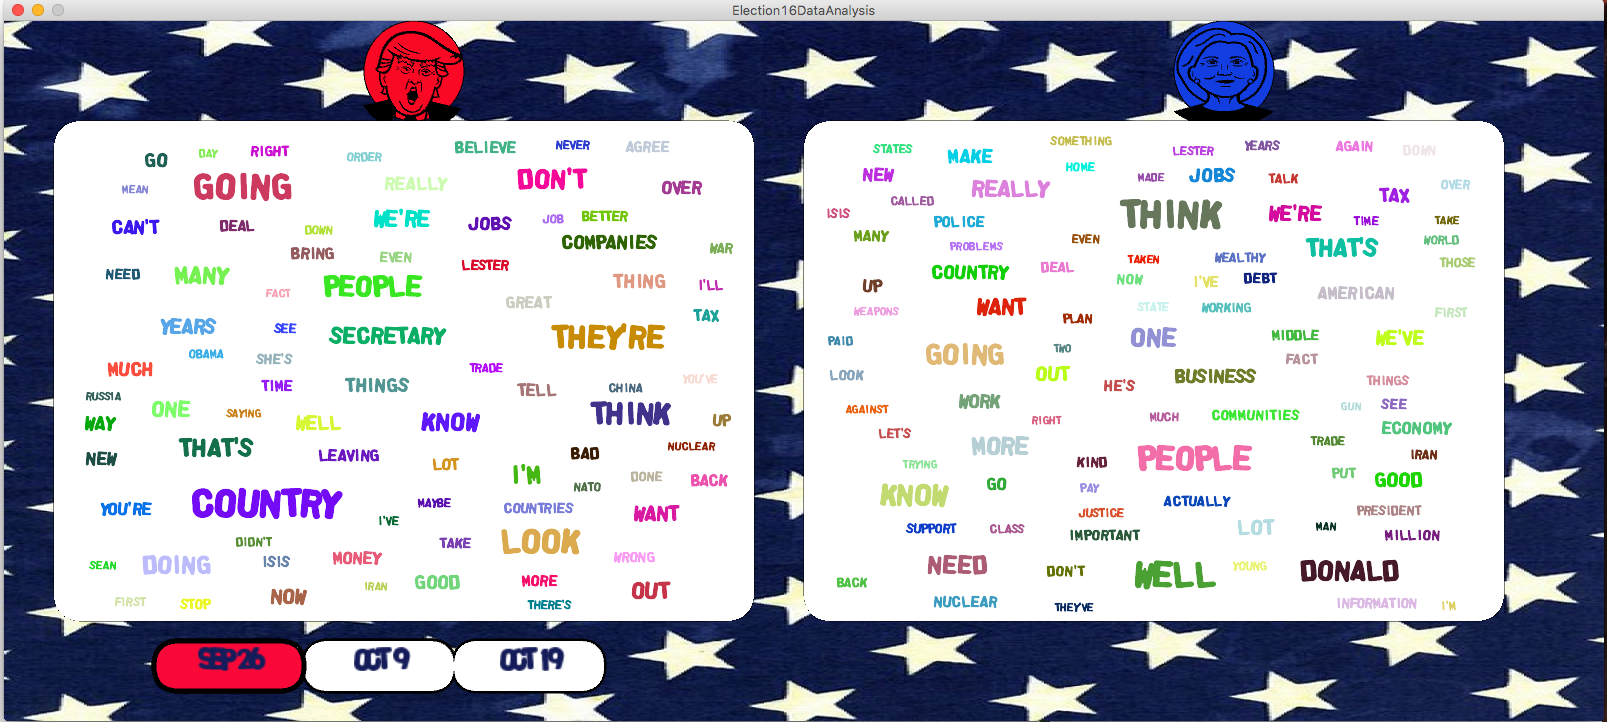 Election16DataAnalysis
GO DAY RIGHT ORDER BELIEVE NEVER AGREE
MEAN GOING REALLY DON'T OVER
CAN'T DEAL DOWN WE'RE JOBS JOB BETTER
BRING EVEN COMPANIES WAR
NEED MANY LESTER THING I'LL
FACT PEOPLE GREAT TAX
YEARS SEE SECRETARY THEY'RE
OBAMA SHE'S
MUCH TRADE
TIME THINGS TELL CHINA YOU'VE
RUSSIA ONE SAYING THINK
WAY WELL KNOW UP
THAT'S BAD NUCLEAR
NEW LEAVING LOT I'M DONE BACK
NATO
YOU'RE COUNTRY MAYBE COUNTRIES WANT
I'VE
DIDN'T TAKE LOOK
SEAN DOING ISIS MONEY WRONG
IRAN GOOD MORE OUT
FIRST STOP NOW THERE'S
STATES MAKE SOMETHING LESTER YEARS AGAIN DOWN
NEW HOME
CALLED REALLY MADE JOBS TALK TAX OVER
ISIS POLICE THINK WE'RE TIME TAKE
MANY PROBLEMS EVEN THAT'S WORLD
COUNTRY DEAL TAKEN WEALTHY THOSE
UP NOW I'VE DEBT AMERICAN
WEAPONS WANT PLAN STATE WORKING FIRST
PAID ONE MIDDLE WE'VE
GOING TWO FACT
LOOK OUT HE'S BUSINESS THINGS
AGAINST WORK RIGHT MUCH COMMUNITIES GUN SEE
LET'S MORE TRADE ECONOMY
TRYING KIND PEOPLE IRAN
KNOW GO PAY PUT GOOD
ACTUALLY
JUSTICE PRESIDENT
SUPPORT CLASS IMPORTANT LOT MAN MILLION
NEED DON'T WELL YOUNG DONALD
BACK
NUCLEAR THEY'VE INFORMATION I'M
SEP 26 OCT 9 OCT 19